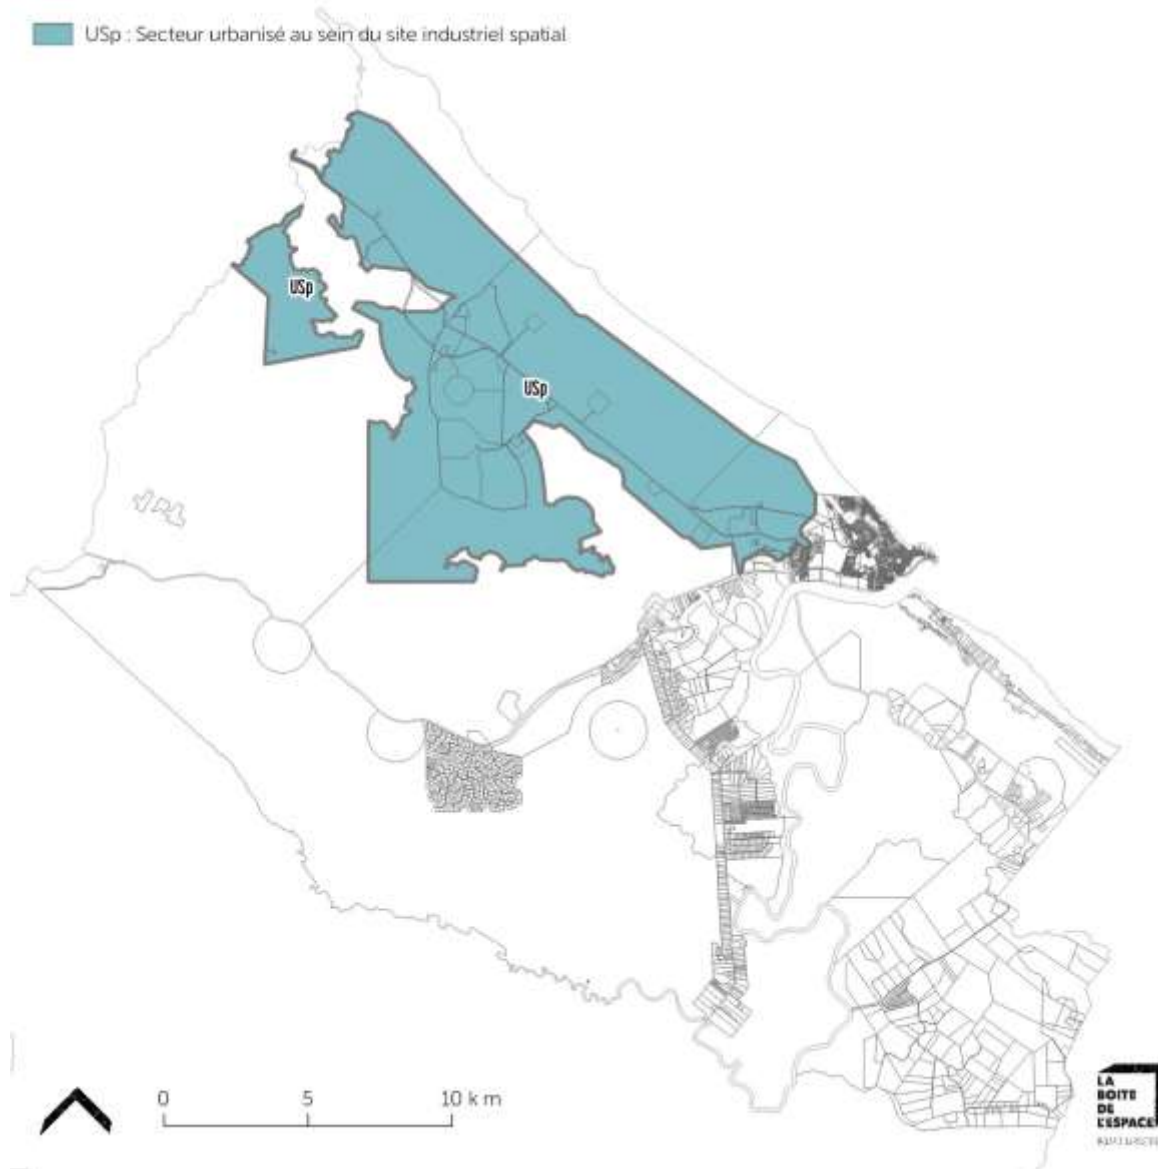 USp : Secteur urbanisé au sein du site industriel spatial
USp
USp
0 5 10 km
LA
BOITE
DE
L'ESPACE